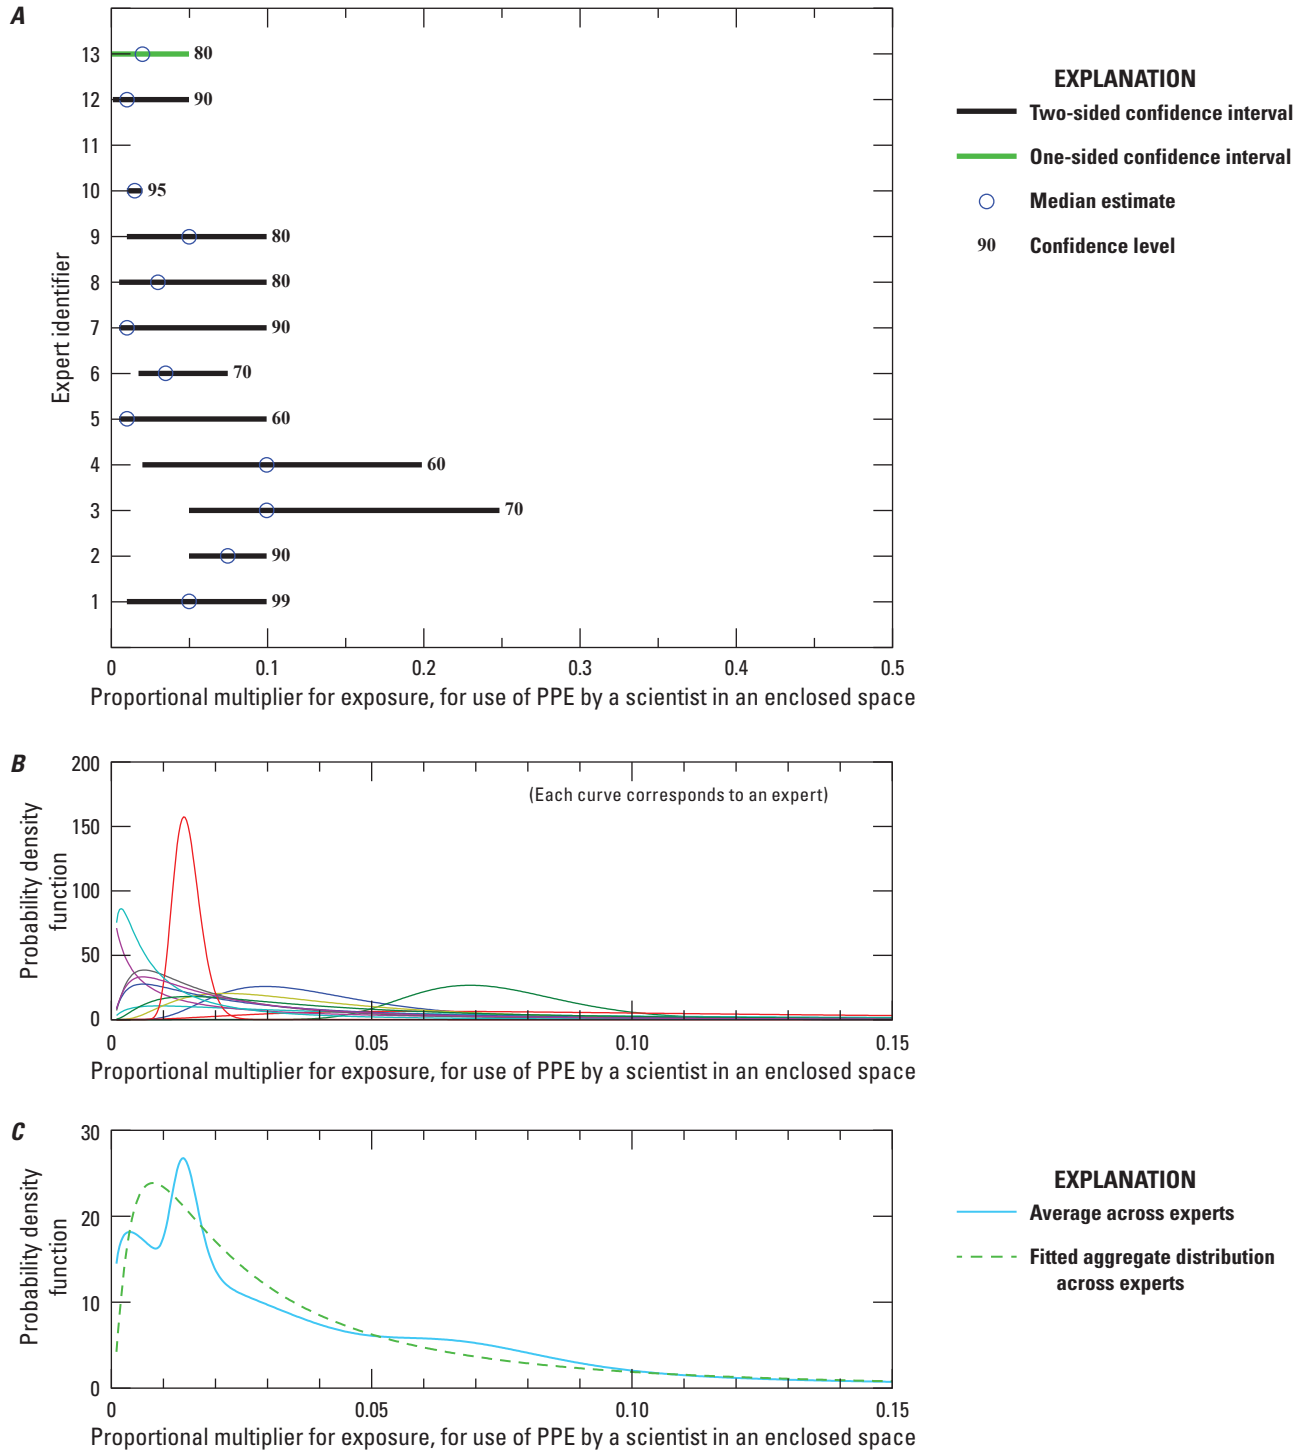 A
13
80
12
90
11
10
95
9
80
8
80
7
90
6
70
5
60
4
60
3
70
2
90
1
99
Expert identifier
0 0.1 0.2 0.3 0.4 0.5
Proportional multiplier for exposure, for use of PPE by a scientist in an enclosed space
EXPLANATION
Two-sided confidence interval
One-sided confidence interval
Median estimate
90 Confidence level
B
200
150
100
50
0
Probability density
function
(Each curve corresponds to an expert)
0 0.05 0.10 0.15
Proportional multiplier for exposure, for use of PPE by a scientist in an enclosed space
C
30
20
10
0
Probability density
function
0 0.05 0.10 0.15
Proportional multiplier for exposure, for use of PPE by a scientist in an enclosed space
EXPLANATION
Average across experts
Fitted aggregate distribution
across experts